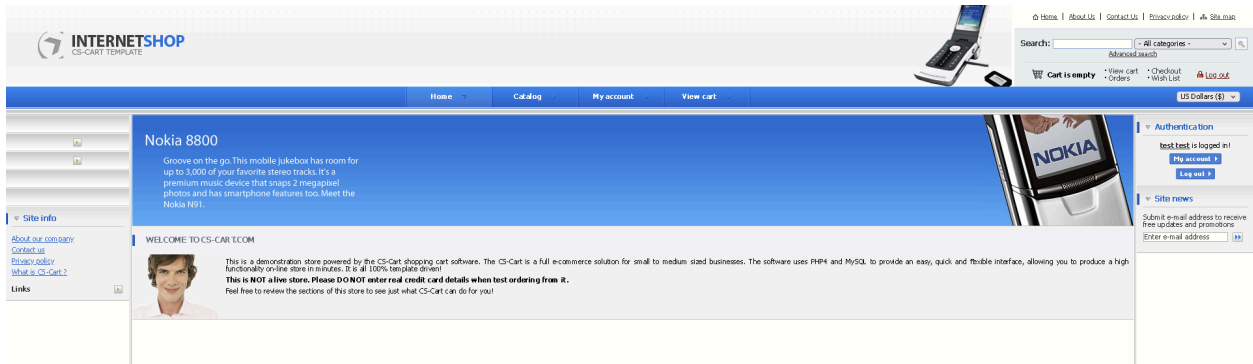 Home | About Us | Contact Us | Privacy policy | Site map
INTERNETSHOP
CS-CART TEMPLATE
Search: - All categories -
Advanced search
Cart is empty · View cart · Checkout
· Orders · Wish List
Log out
Home Catalog My account View cart
US Dollars ($)
Nokia 8800
Groove on the go. This mobile jukebox has room for
up to 3,000 of your favorite stereo tracks. It's a
premium music device that snaps 2 megapixel
photos and has smartphone features too. Meet the
Nokia N91.
NOKIA
Authentication
test test is logged in!
My account
Log out
Site news
Submit e-mail address to receive
free updates and promotions
Enter e-mail address
Site info
About our company
Contact us
Privacy policy
What is CS-Cart ?
Links
WELCOME TO CS-CART.COM
This is a demonstration store powered by the CS-Cart shopping cart software. The CS-Cart is a full e-commerce solution for small to medium sized businesses. The software uses PHP4 and MySQL to provide an easy, quick and flexible interface, allowing you to produce a high
functionality on-line store in minutes. It is all 100% template driven!
This is NOT a live store. Please DO NOT enter real credit card details when test ordering from it.
Feel free to review the sections of this store to see just what CS-Cart can do for you!